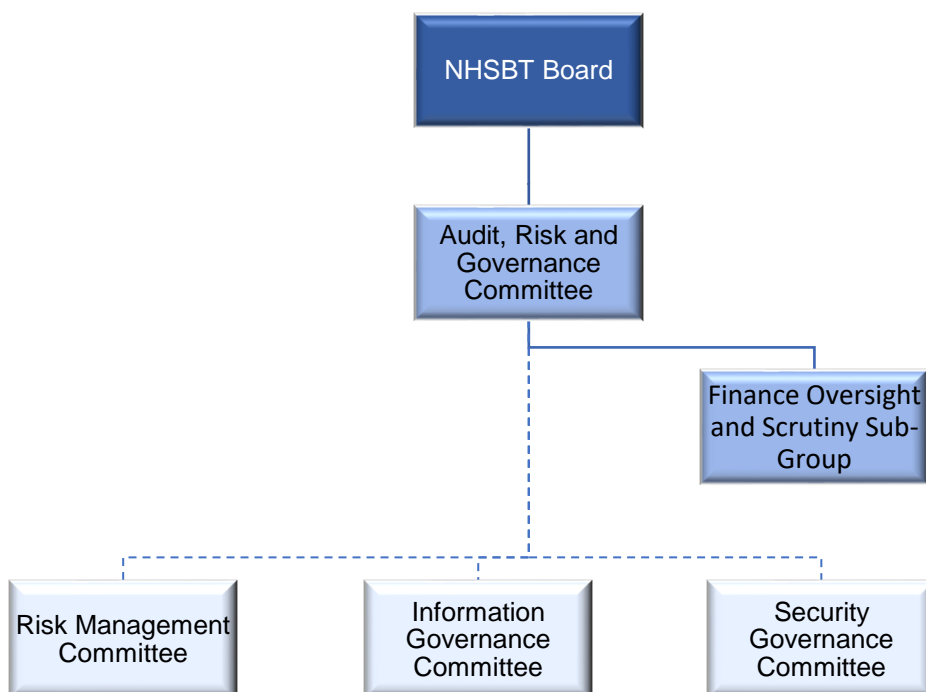 NHSBT Board
Audit, Risk and
Governance
Committee
Finance Oversight
and Scrutiny Sub-
Group
Risk Management
Committee
Information
Governance
Committee
Security
Governance
Committee